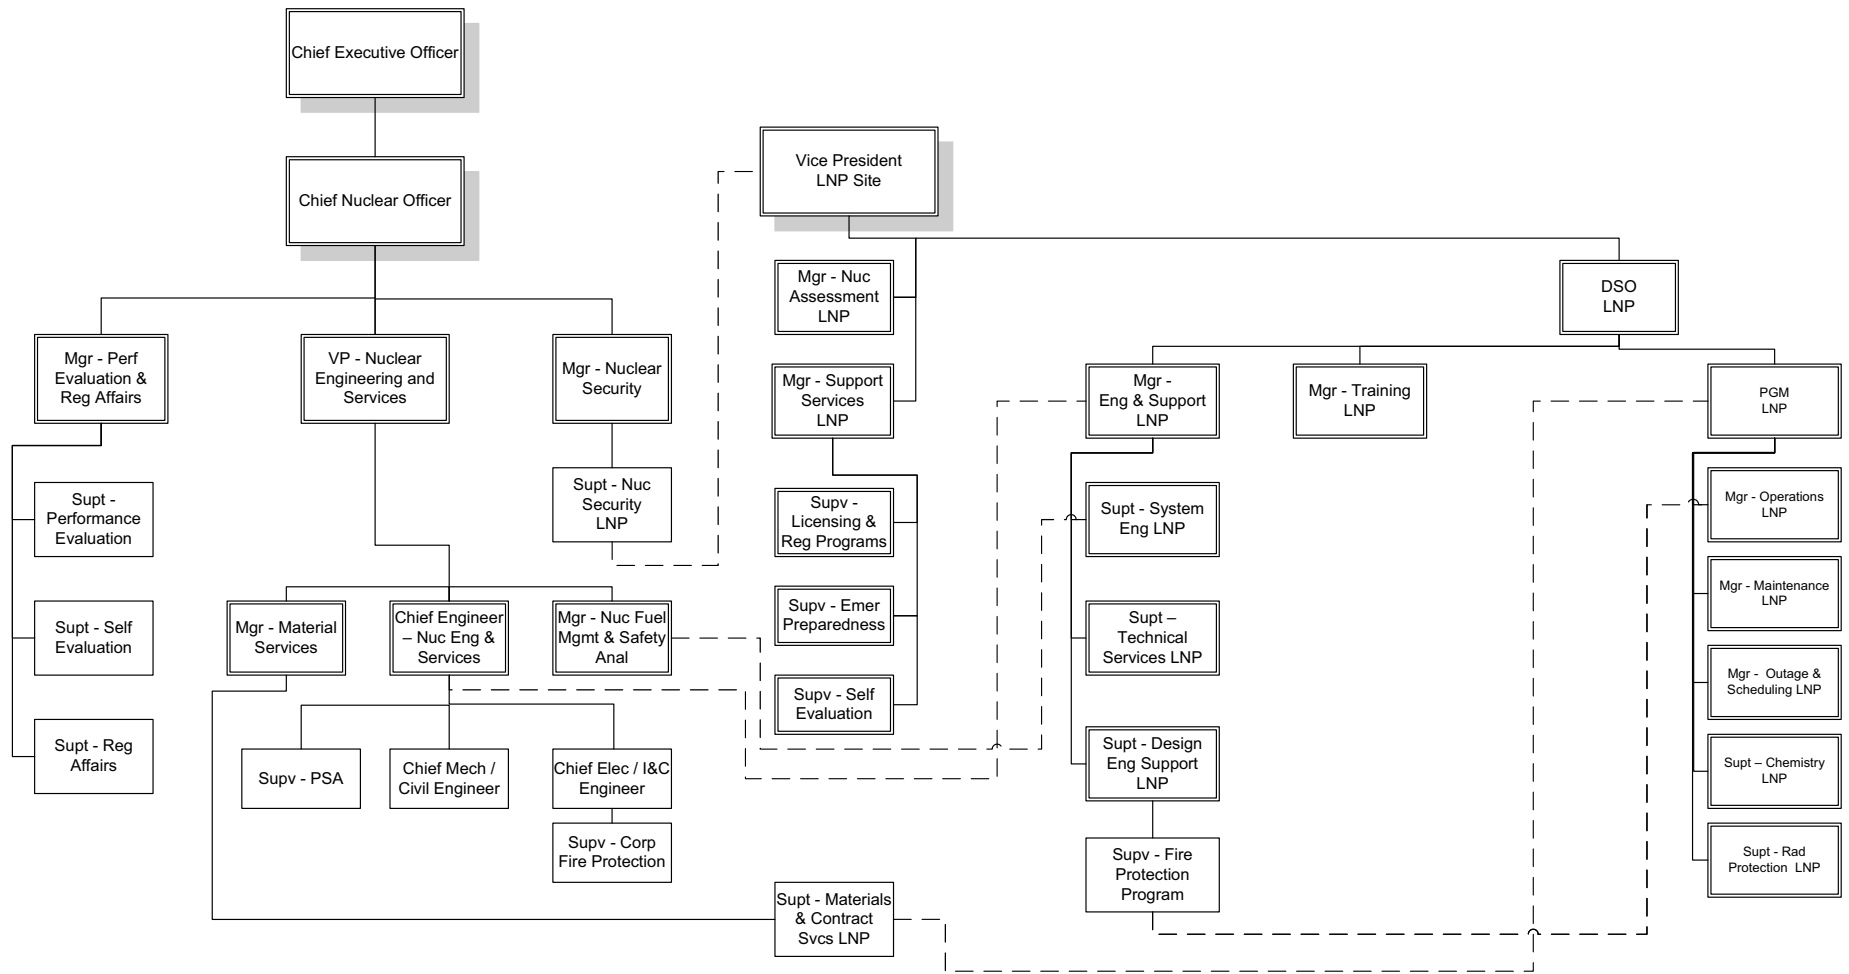 Chief Executive Officer
Chief Nuclear Officer
Vice President
LNP Site
Mgr - Nuc
Assessment
LNP
DSO
LNP
Mgr - Perf
Evaluation &
Reg Affairs
VP - Nuclear
Engineering and
Services
Mgr - Nuclear
Security
Mgr - Support
Services
LNP
Mgr -
Eng & Support
LNP
Mgr - Training
LNP
PGM
LNP
Supt -
Performance
Evaluation
Supt - Nuc
Security
LNP
Supv -
Licensing &
Reg Programs
Supt - System
Eng LNP
Mgr - Operations
LNP
Mgr - Maintenance
LNP
Supt - Self
Evaluation
Mgr - Material
Services
Chief Engineer
– Nuc Eng &
Services
Mgr - Nuc Fuel
Mgmt & Safety
Anal
Supv - Emer
Preparedness
Supt –
Technical
Services LNP
Mgr - Outage &
Scheduling LNP
Supv - Self
Evaluation
Supt - Reg
Affairs
Supv - PSA
Chief Mech /
Civil Engineer
Chief Elec / I&C
Engineer
Supt - Design
Eng Support
LNP
Supt – Chemistry
LNP
Supv - Corp
Fire Protection
Supv - Fire
Protection
Program
Supt - Rad
Protection LNP
Supt - Materials
& Contract
Svcs LNP